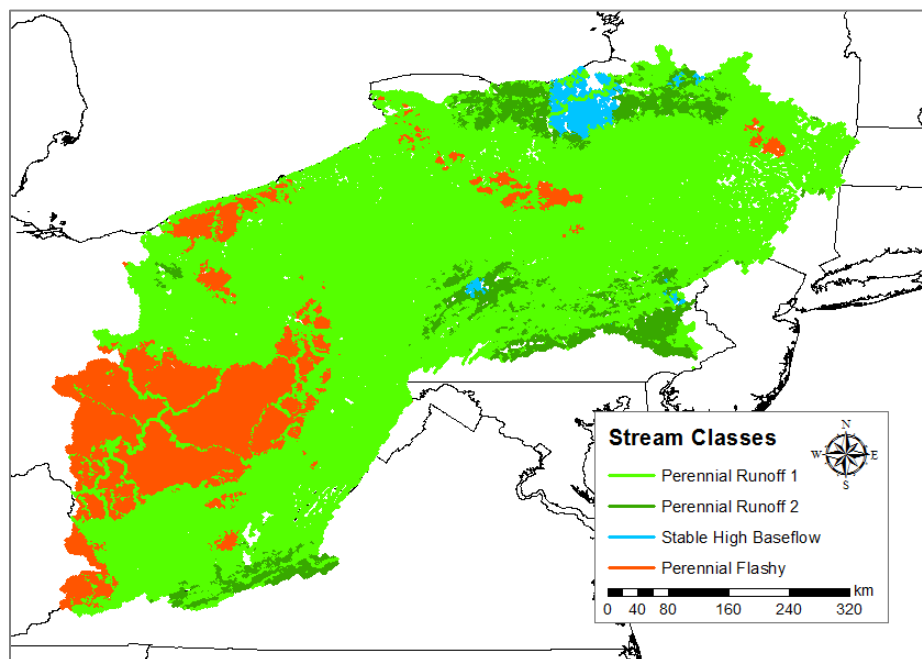 Stream Classes
N
W
E
S
Perennial Runoff 1
Perennial Runoff 2
Stable High Baseflow
Perennial Flashy
km
0 40 80 160 240 320